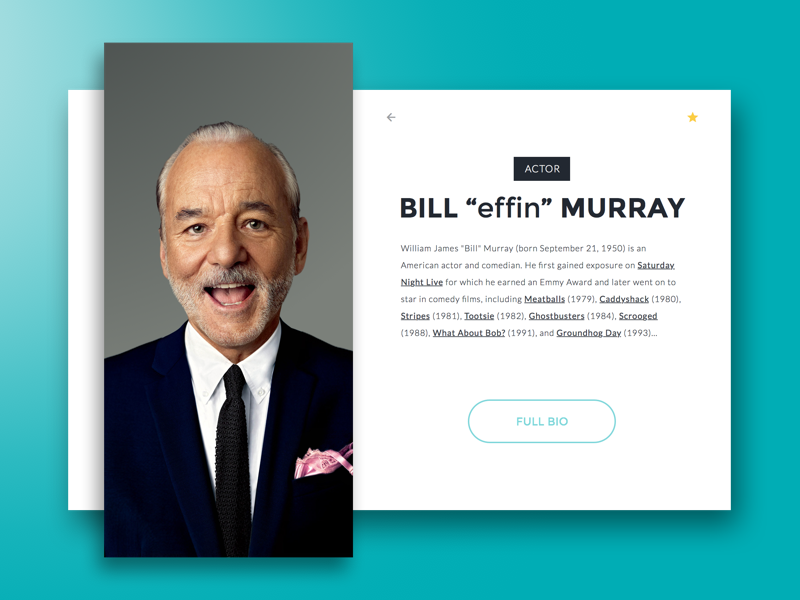 ACTOR
BILL “effin” MURRAY
William James "Bill" Murray (born September 21, 1950) is an
American actor and comedian. He first gained exposure on Saturday
Night Live for which he earned an Emmy Award and later went on to
star in comedy films, including Meatballs (1979), Caddyshack (1980),
Stripes (1981), Tootsie (1982), Ghostbusters (1984), Scrooged
(1988), What About Bob? (1991), and Groundhog Day (1993)...
FULL BIO